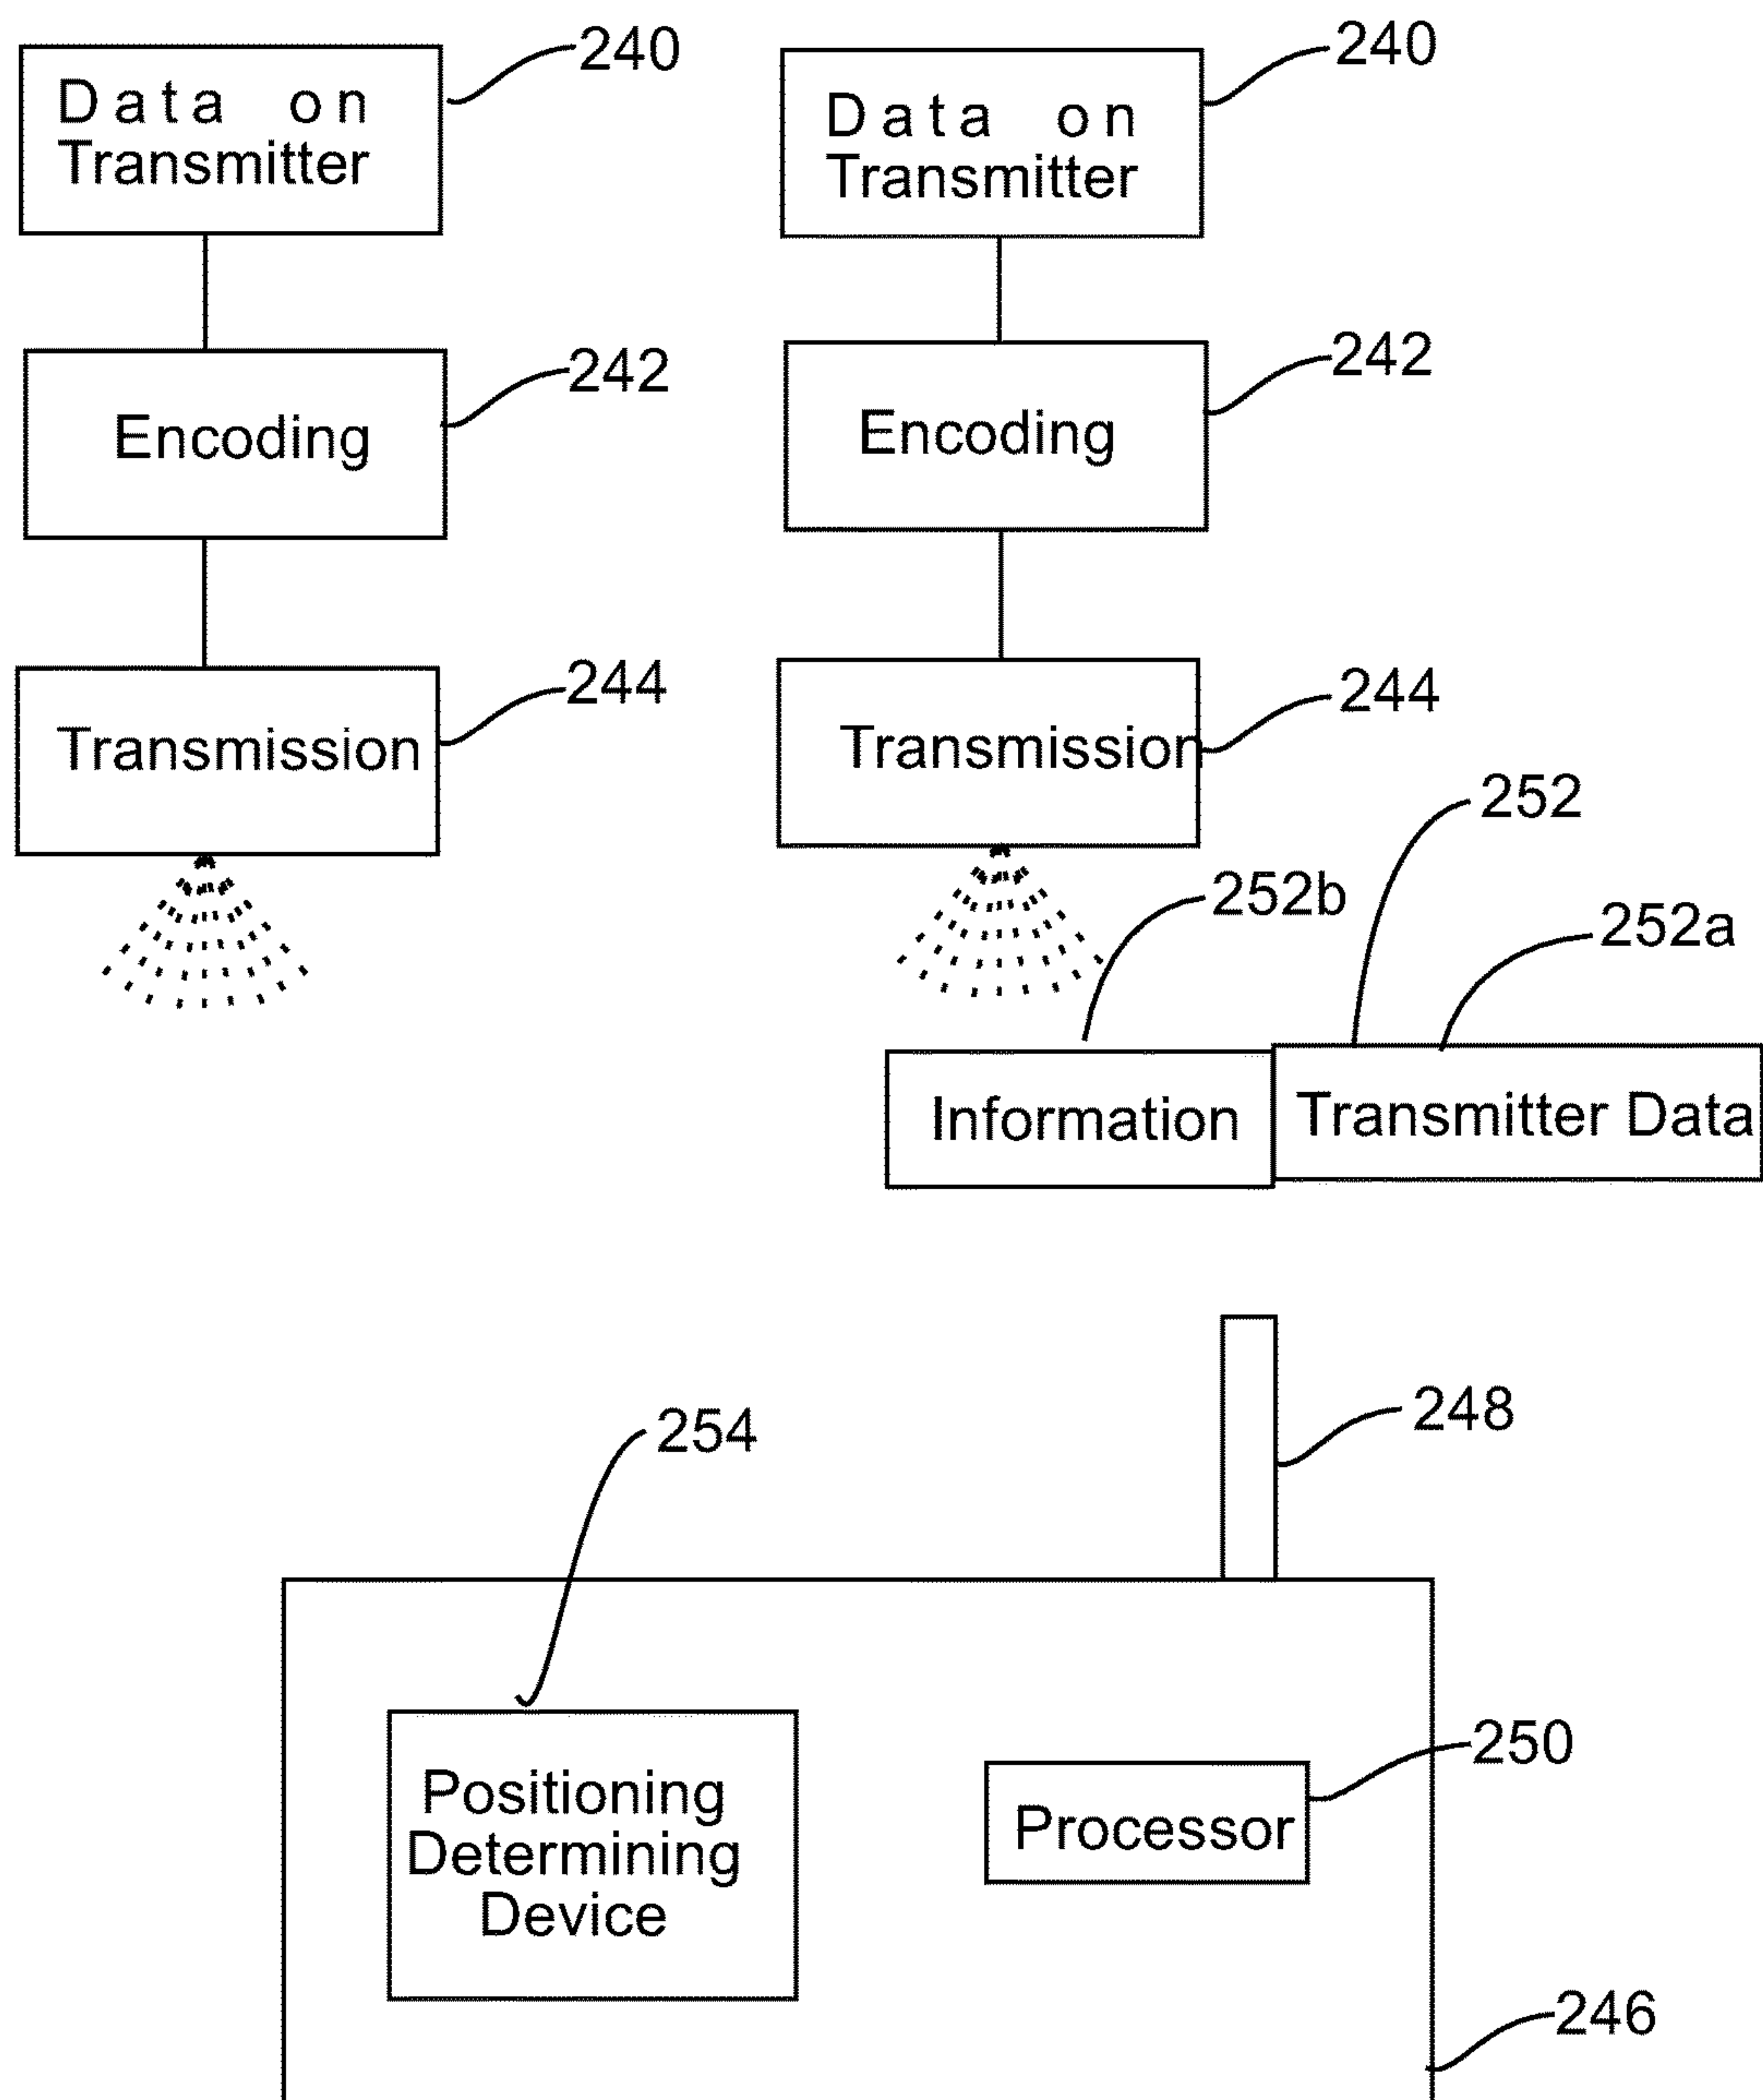 240
240
Data on
Transmitter
Data on
Transmitter
242
242
Encoding
Encoding
244
244
Transmission
Transmission
252
252b
252a
Information
Transmitter Data
248
254
250
Positioning
Determining
Device
Processor
246